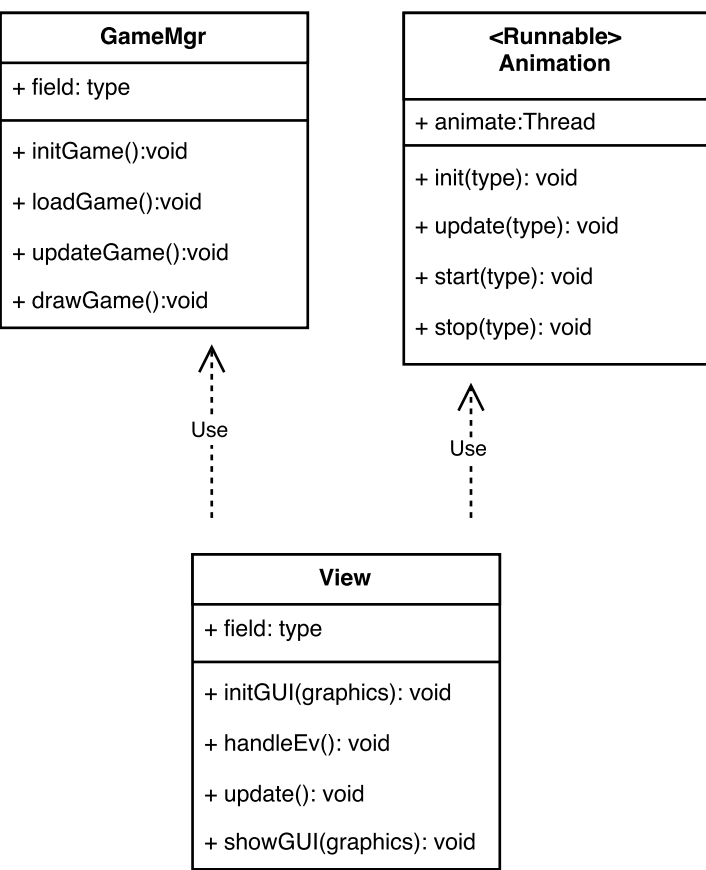 GameMgr
+ field: type
+ initGame():void
+ loadGame():void
+ updateGame():void
+ drawGame():void
<Runnable>
Animation
+ animate:Thread
+ init(type): void
+ update(type): void
+ start(type): void
+ stop(type): void
Use
Use
View
+ field: type
+ initGUI(graphics): void
+ handleEv(): void
+ update(): void
+ showGUI(graphics): void